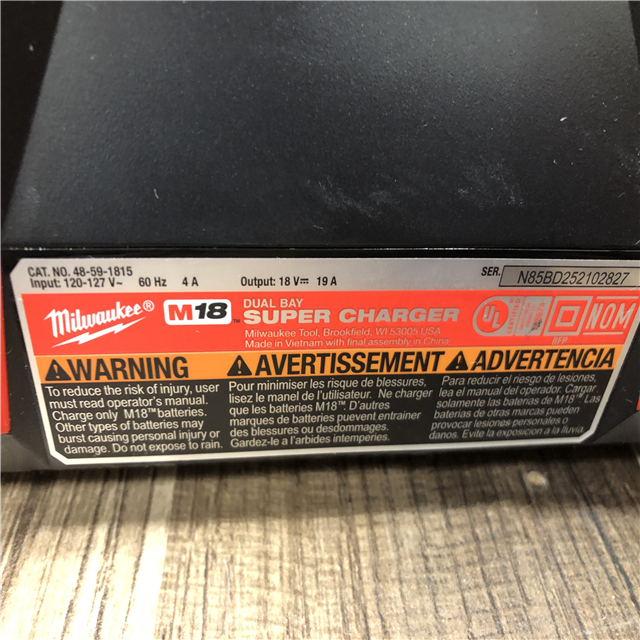 CAT. NO. 48-59-1815
SER. N85BD252102827
Input: 120-127 V~ 60 Hz 4 A Output: 18 V⎓ 19 A
Milwaukee® M18™ DUAL BAY
SUPER CHARGER
Milwaukee Tool, Brookfield, WI 53005 USA
Made in Vietnam with final assembly in China
UL NOM
WARNING
To reduce the risk of injury, user
must read operator's manual.
Charge only M18™ batteries.
Other types of batteries may
burst causing personal injury or
damage. Do not expose to rain.
AVERTISSEMENT
Pour minimiser les risque de blessures,
lisez le manel de l'utilisateur. Ne charger
que les batteries M18™. D'autres
marques de batteries puvent entrainer
des blessures ou desdommages.
Gardez-le a l'arbides intemperies.
ADVERTENCIA
Para reducir el riesgo de lesiones,
lea el manual del operador. Cargar
solamente las baterias de M18™ Las
baterias de otras marcas pueden
provocar lesiones personales o
danos. Evite la exposicion a la lluvia.